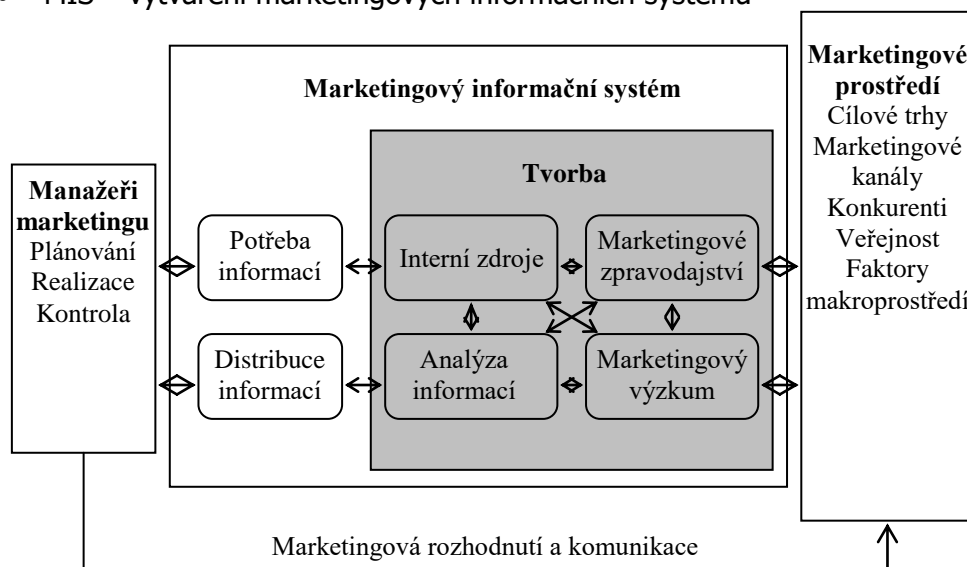 MIS – vytváření marketingových informačních systémů
Marketingový informační systém
Tvorba
Manažeři
marketingu
Plánování
Realizace
Kontrola
Potřeba
informací
Distribuce
informací
Interní zdroje
Marketingové
zpravodajství
Analýza
informací
Marketingový
výzkum
Marketingové
prostředí
Cílové trhy
Marketingové
kanály
Konkurenti
Veřejnost
Faktory
makroprostředí
Marketingová rozhodnutí a komunikace